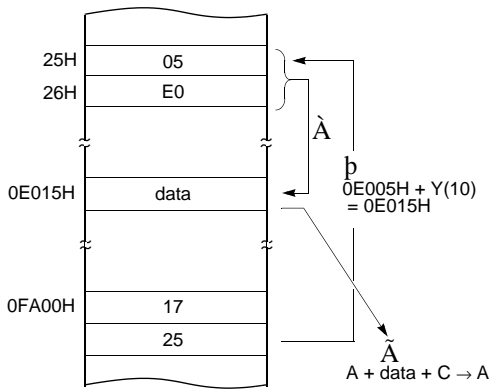 25H 05
26H E0
À
þ
0E015H data
0E005H + Y(10)
= 0E015H
0FA00H 17
25
Ã
A + data + C → A